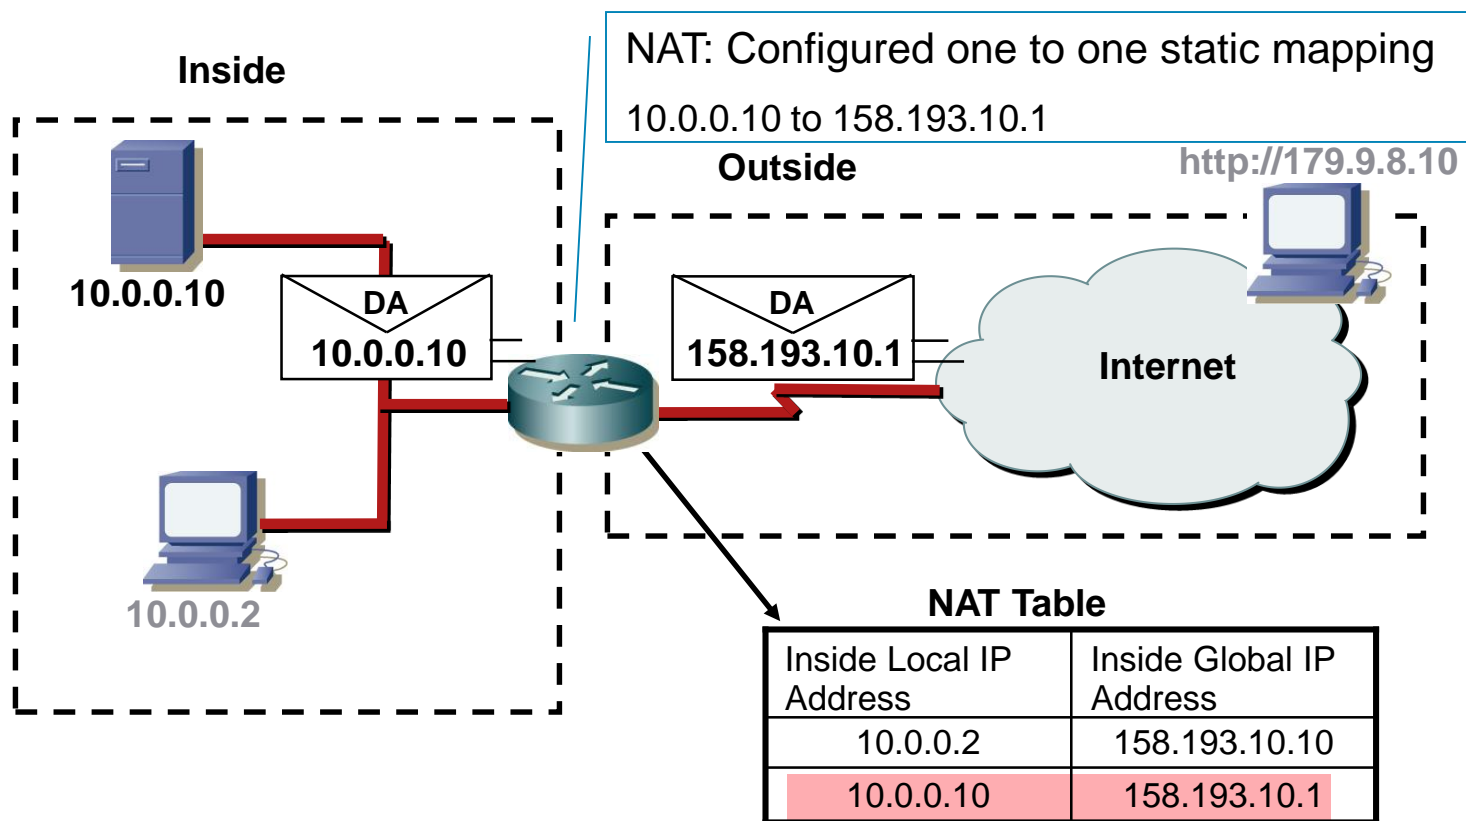 NAT: Configured one to one static mapping
10.0.0.10 to 158.193.10.1
Inside
Outside
http://179.9.8.10
10.0.0.10
DA
10.0.0.10
DA
158.193.10.1
Internet
10.0.0.2
NAT Table
Inside Local IP
Address
Inside Global IP
Address
10.0.0.2
158.193.10.10
10.0.0.10
158.193.10.1